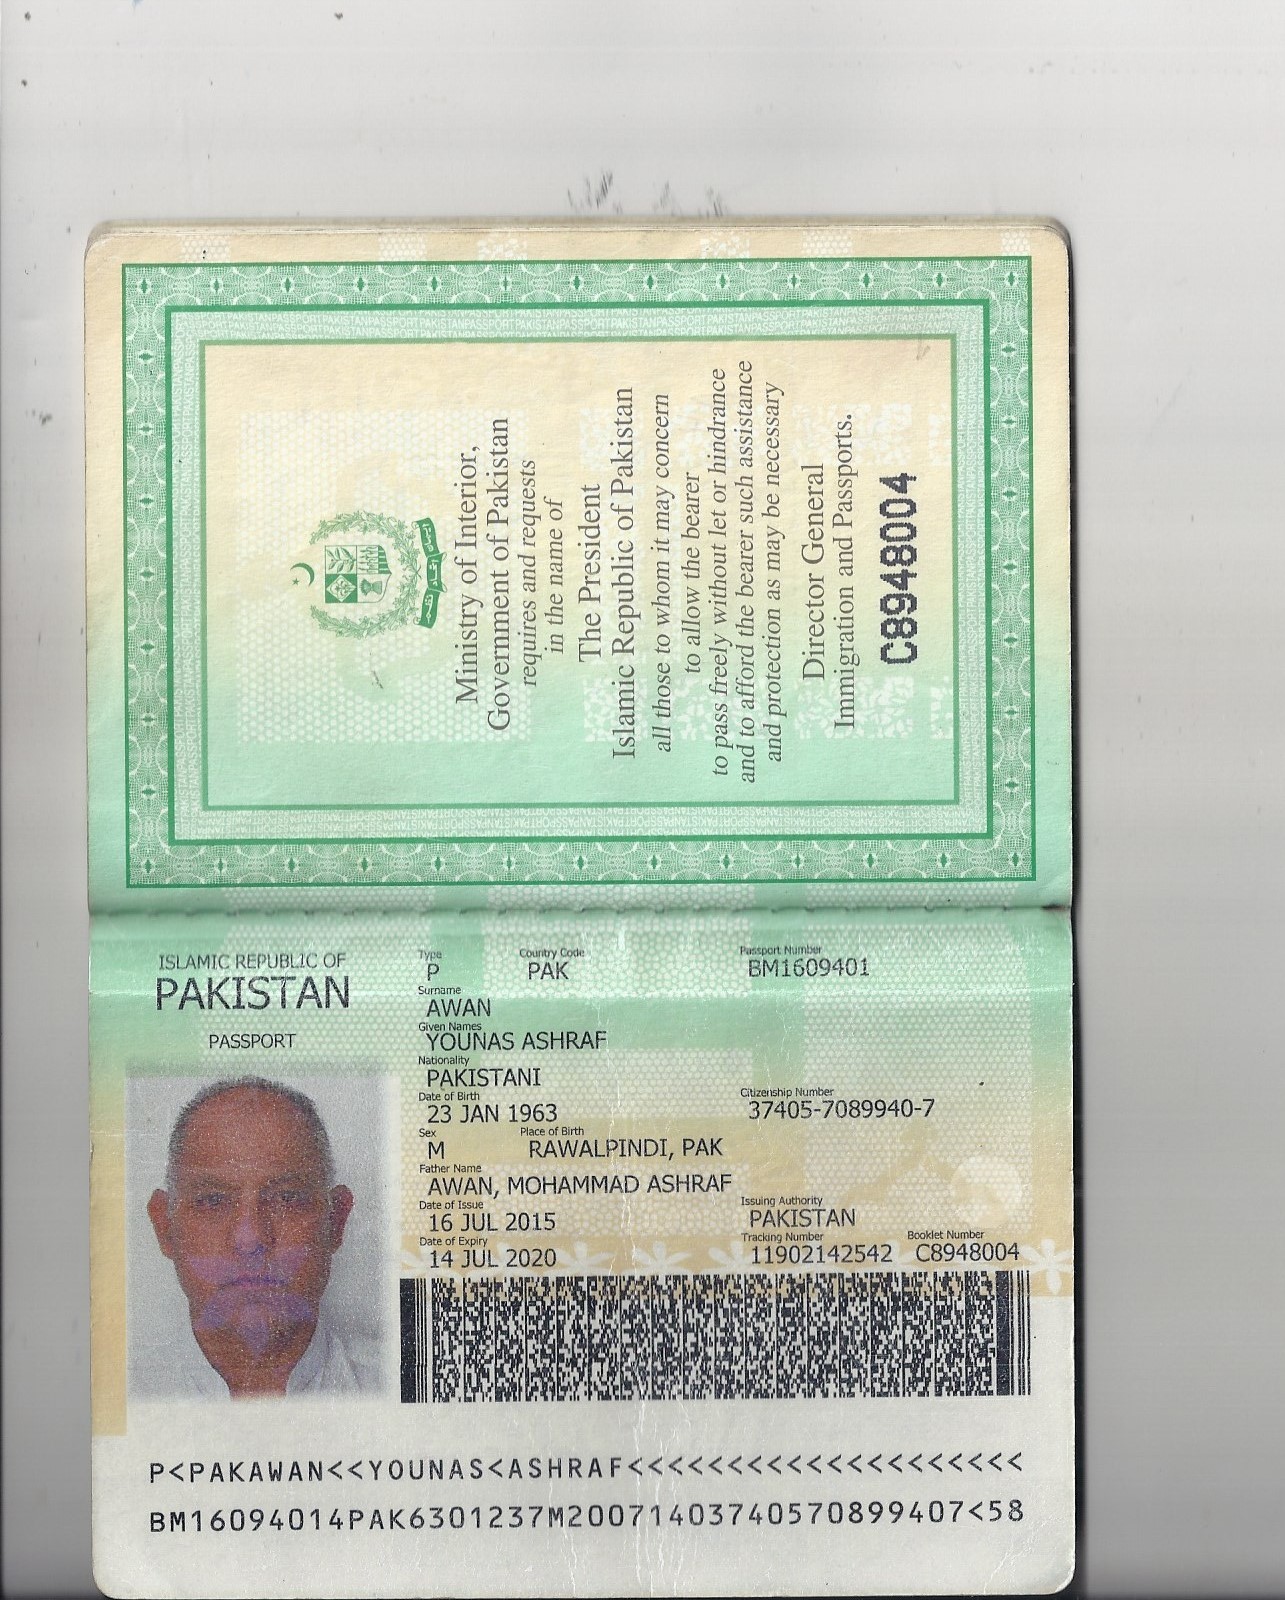 Ministry of Interior,
Government of Pakistan
requires and requests
in the name of
The President
Islamic Republic of Pakistan
all those to whom it may concern
to allow the bearer
to pass freely without let or hindrance
and to afford the bearer such assistance
and protection as may be necessary
Director General
Immigration and Passports.
C8948004
ISLAMIC REPUBLIC OF
PAKISTAN
PASSPORT
Type Country Code Passport Number
P PAK BM1609401
Surname
AWAN
Given Names
YOUNAS ASHRAF
Nationality
PAKISTANI
Date of Birth Citizenship Number
23 JAN 1963 37405-7089940-7
Sex Place of Birth
M RAWALPINDI, PAK
Father Name
AWAN, MOHAMMAD ASHRAF
Date of Issue Issuing Authority
16 JUL 2015 PAKISTAN
Date of Expiry Tracking Number Booklet Number
14 JUL 2020 11902142542 C8948004
P<PAKAWAN<<YOUNAS<ASHRAF<<<<<<<<<<<<<<<<<<<<
BM16094014PAK6301237M2007140374057089940‌7<58